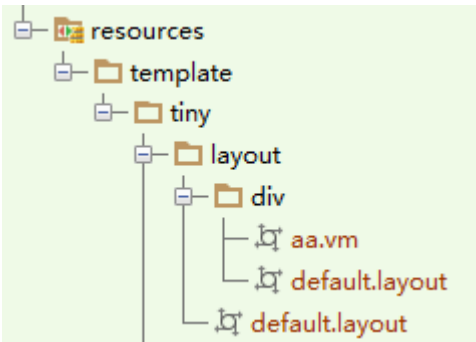 resources
template
tiny
layout
div
aa.vm
default.layout
default.layout